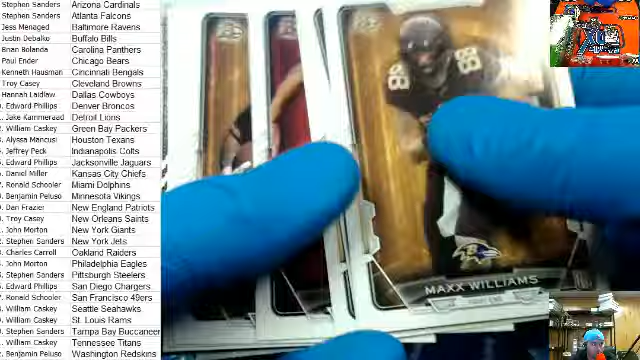 Stephen Sanders Arizona Cardinals
Stephen Sanders Atlanta Falcons
Jess Menaged Baltimore Ravens
Justin Debalko Buffalo Bills
Brian Bolanda Carolina Panthers
Paul Ender Chicago Bears
Kenneth Hausman Cincinnati Bengals
Troy Casey Cleveland Browns
Hannah Laidlaw Dallas Cowboys
Edward Phillips Denver Broncos
Jake Kammeraad Detroit Lions
William Caskey Green Bay Packers
Alyssa Mancusi Houston Texans
Jeffrey Peck Indianapolis Colts
Edward Phillips Jacksonville Jaguars
Daniel Miller Kansas City Chiefs
Ronald Schooler Miami Dolphins
Benjamin Peluso Minnesota Vikings
Dan Frazier New England Patriots
Troy Casey New Orleans Saints
John Morton New York Giants
Stephen Sanders New York Jets
Charles Carroll Oakland Raiders
John Morton Philadelphia Eagles
Stephen Sanders Pittsburgh Steelers
Edward Phillips San Diego Chargers
Ronald Schooler San Francisco 49ers
William Caskey Seattle Seahawks
William Caskey St. Louis Rams
Stephen Sanders Tampa Bay Buccaneer
William Caskey Tennessee Titans
Benjamin Peluso Washington Redskins
88
88
MAXX WILLIAMS